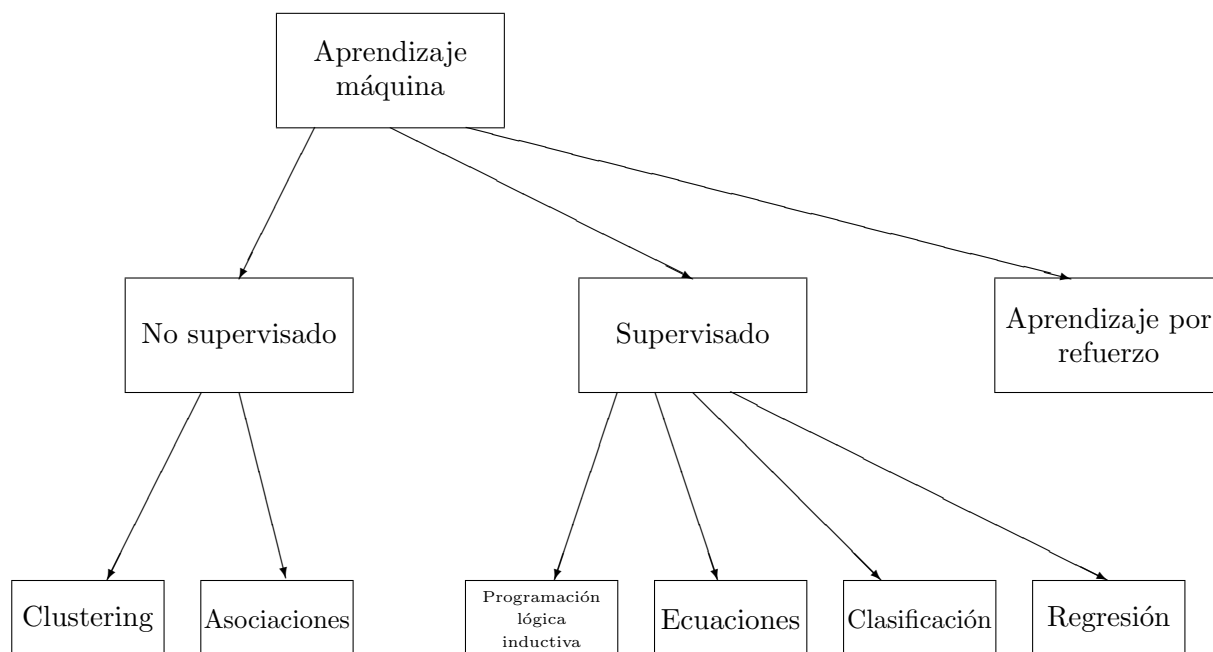 Aprendizaje
máquina
No supervisado
Supervisado
Aprendizaje por
refuerzo
Clustering
Asociaciones
Programación
lógica
inductiva
Ecuaciones
Clasificación
Regresión